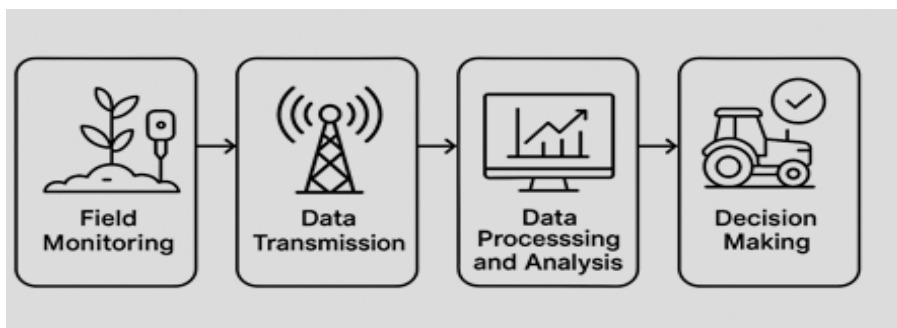 Field
Monitoring
Data
Transmission
Data
Processsing
and Analysis
Decision
Making